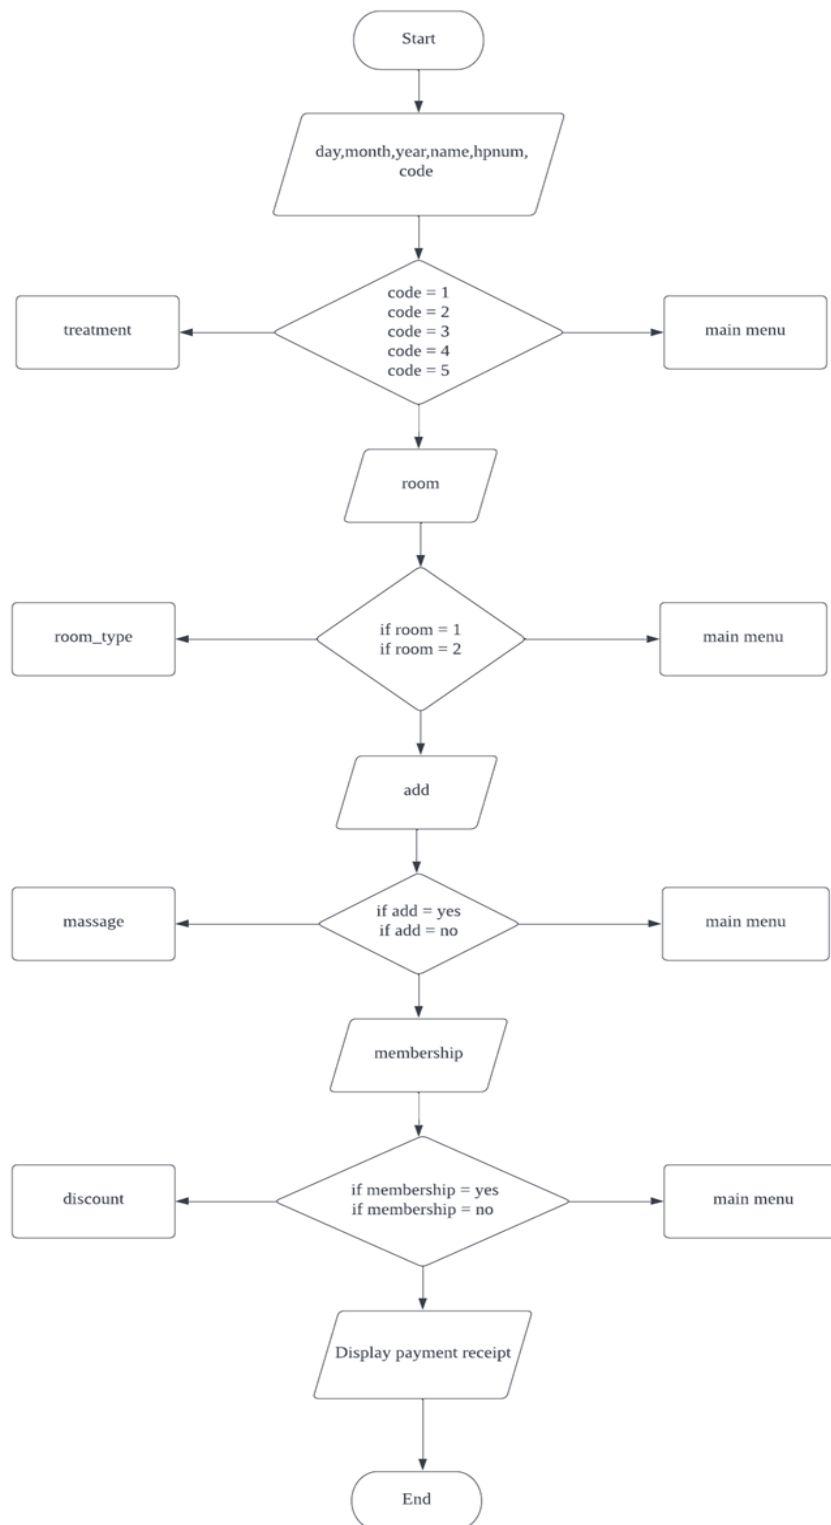 Start
day,month,year,name,hpnum,
code
treatment
code = 1
code = 2
code = 3
code = 4
code = 5
main menu
room
room_type
if room = 1
if room = 2
main menu
add
massage
if add = yes
if add = no
main menu
membership
discount
if membership = yes
if membership = no
main menu
Display payment receipt
End